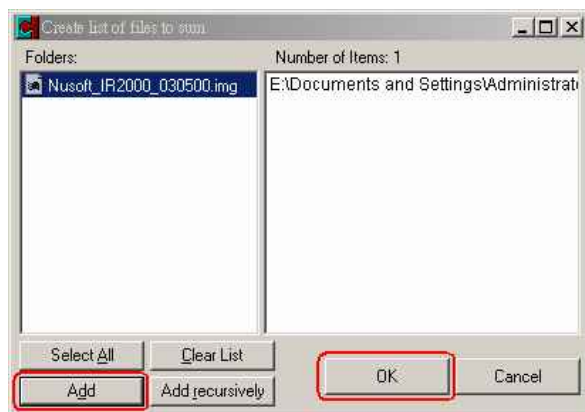 Create list of files to sum
Folders:
Number of Items: 1
Nusoft_IR2000_030500.img
E:\Documents and Settings\Administrat
Select All
Clear List
Add
Add recursively
OK
Cancel